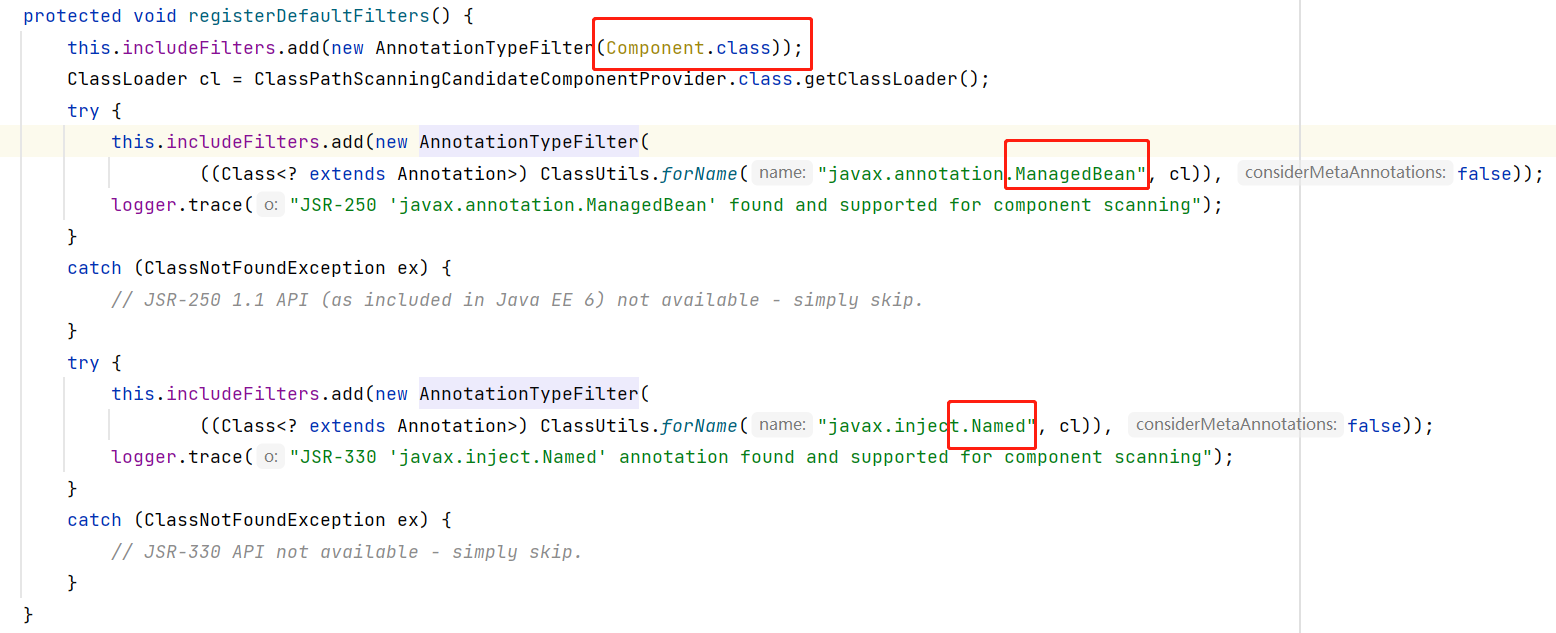 protected void registerDefaultFilters() {
this.includeFilters.add(new AnnotationTypeFilter(Component.class));
ClassLoader cl = ClassPathScanningCandidateComponentProvider.class.getClassLoader();
try {
this.includeFilters.add(new AnnotationTypeFilter(
((Class<? extends Annotation>) ClassUtils.forName( name: "javax.annotation.ManagedBean", cl)), considerMetaAnnotations: false));
logger.trace( o: "JSR-250 'javax.annotation.ManagedBean' found and supported for component scanning");
}
catch (ClassNotFoundException ex) {
// JSR-250 1.1 API (as included in Java EE 6) not available - simply skip.
}
try {
this.includeFilters.add(new AnnotationTypeFilter(
((Class<? extends Annotation>) ClassUtils.forName( name: "javax.inject.Named", cl)), considerMetaAnnotations: false));
logger.trace( o: "JSR-330 'javax.inject.Named' annotation found and supported for component scanning");
}
catch (ClassNotFoundException ex) {
// JSR-330 API not available - simply skip.
}
}